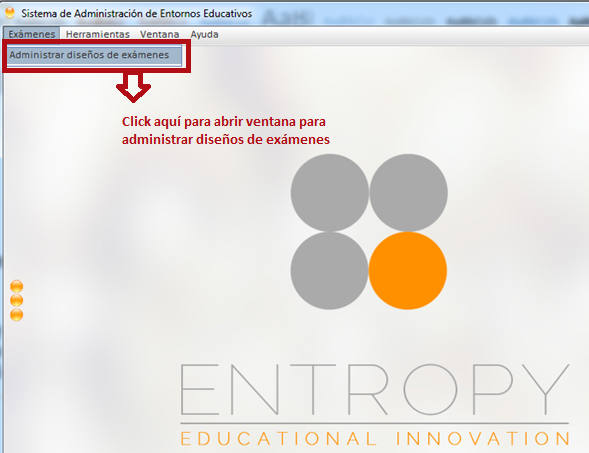 Sistema de Administración de Entornos Educativos
Exámenes Herramientas Ventana Ayuda
Administrar diseños de exámenes
Click aquí para abrir ventana para
administrar diseños de exámenes
ENTROPY
EDUCATIONAL INNOVATION